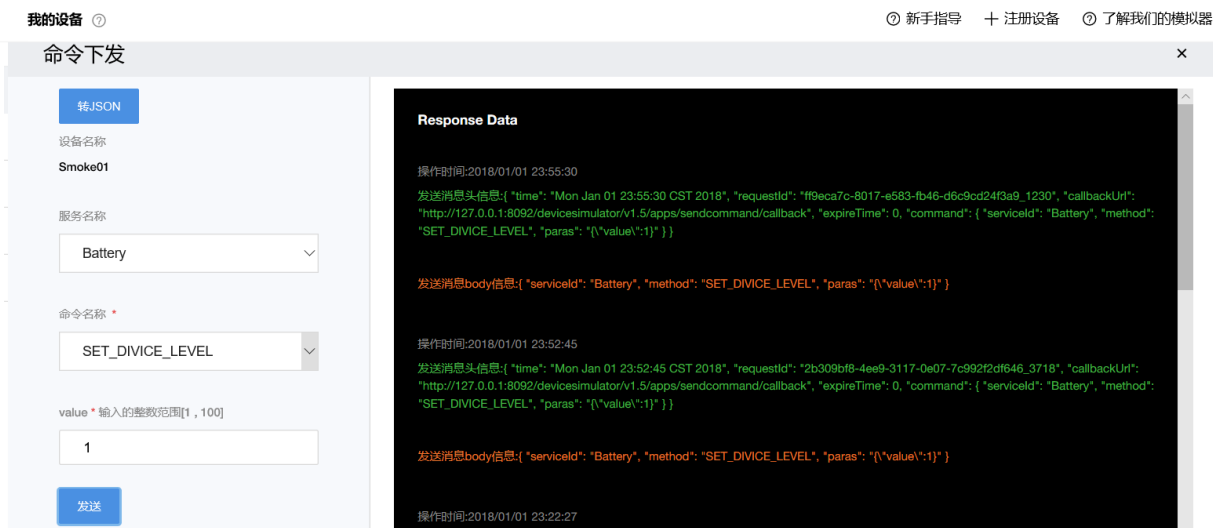 我的设备
新手指导
注册设备
了解我们的模拟器
命令下发
转JSON
设备名称
Smoke01
服务名称
Battery
命令名称 *
SET_DIVICE_LEVEL
value * 输入的整数范围[1 , 100]
1
发送
Response Data
操作时间:2018/01/01 23:55:30
发送消息头信息:{ "time": "Mon Jan 01 23:55:30 CST 2018", "requestId": "ff9eca7c-8017-e583-fb46-d6c9cd24f3a9_1230", "callbackUrl":
"http://127.0.0.1:8092/devicesimulator/v1.5/apps/sendcommand/callback", "expireTime": 0, "command": { "serviceId": "Battery", "method":
"SET_DIVICE_LEVEL", "paras": "{\"value\":1}" } }
发送消息body信息:{ "serviceId": "Battery", "method": "SET_DIVICE_LEVEL", "paras": "{\"value\":1}" }
操作时间:2018/01/01 23:52:45
发送消息头信息:{ "time": "Mon Jan 01 23:52:45 CST 2018", "requestId": "2b309bf8-4ee9-3117-0e07-7c992f2df646_3718", "callbackUrl":
"http://127.0.0.1:8092/devicesimulator/v1.5/apps/sendcommand/callback", "expireTime": 0, "command": { "serviceId": "Battery", "method":
"SET_DIVICE_LEVEL", "paras": "{\"value\":1}" } }
发送消息body信息:{ "serviceId": "Battery", "method": "SET_DIVICE_LEVEL", "paras": "{\"value\":1}" }
操作时间:2018/01/01 23:22:27